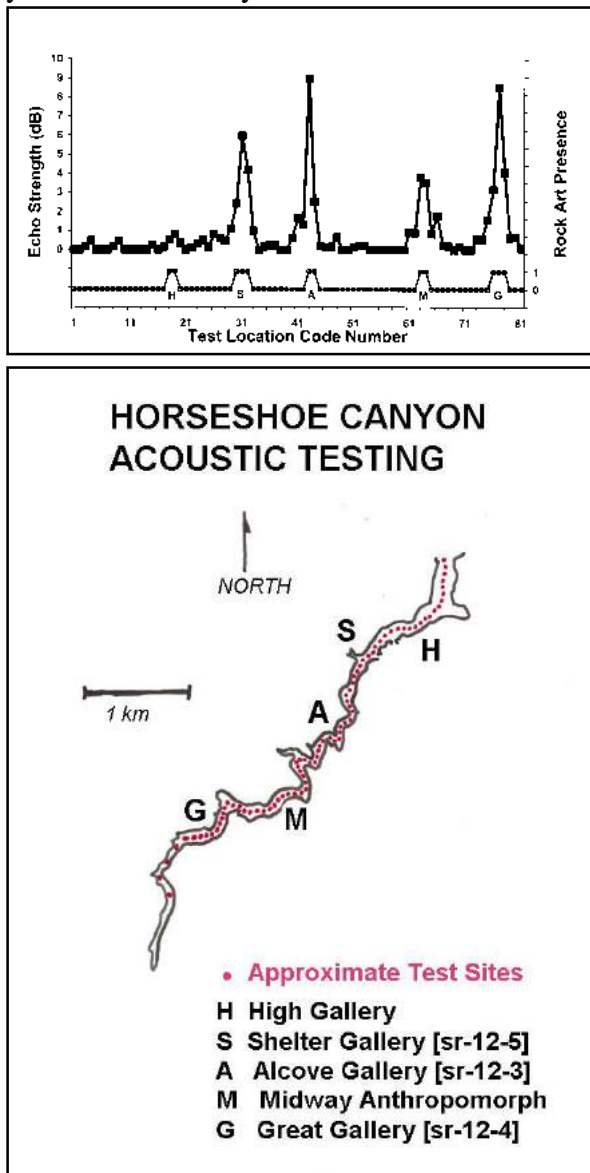 10
9
8
7
6
5
4
3
2
1
0
Echo Strength (dB)
Rock Art Presence
1
0
H S A M G
1 11 21 31 41 51 61 71 81
Test Location Code Number
HORSESHOE CANYON
ACOUSTIC TESTING
NORTH
S
H
1 km
A
G
M
• Approximate Test Sites
H High Gallery
S Shelter Gallery [sr-12-5]
A Alcove Gallery [sr-12-3]
M Midway Anthropomorph
G Great Gallery [sr-12-4]